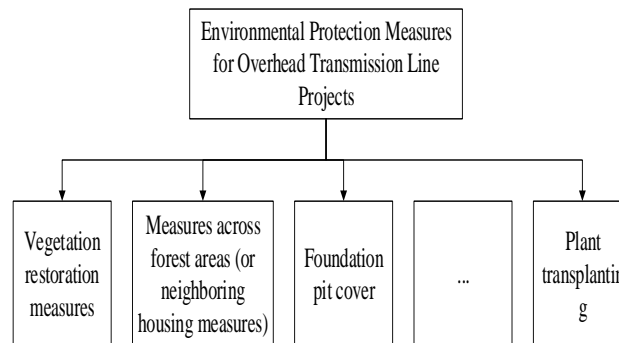 Environmental Protection Measures
for Overhead Transmission Line
Projects
Vegetation
restoration
measures
Measures across
forest areas (or
neighboring
housing measures)
Foundation
pit cover
...
Plant
transplantin
g